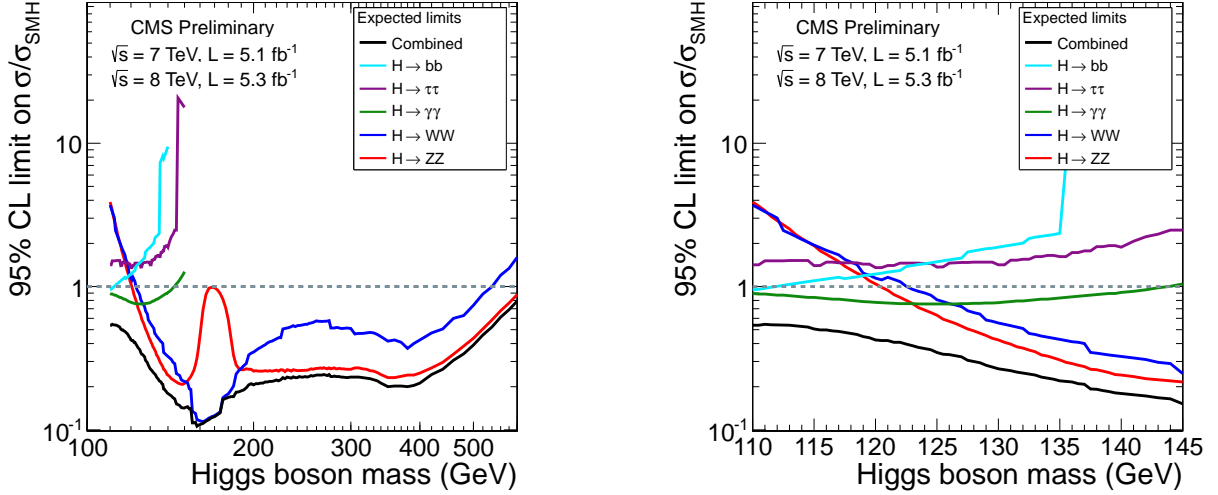 95% CL limit on σ/σSMH
CMS Preliminary
√s = 7 TeV, L = 5.1 fb-1
√s = 8 TeV, L = 5.3 fb-1
Expected limits
Combined
H → bb
H → ττ
H → γγ
H → WW
H → ZZ
10
1
10-1
100 200 300 400 500
Higgs boson mass (GeV)
95% CL limit on σ/σSMH
CMS Preliminary
√s = 7 TeV, L = 5.1 fb-1
√s = 8 TeV, L = 5.3 fb-1
Expected limits
Combined
H → bb
H → ττ
H → γγ
H → WW
H → ZZ
10
1
10-1
110 115 120 125 130 135 140 145
Higgs boson mass (GeV)